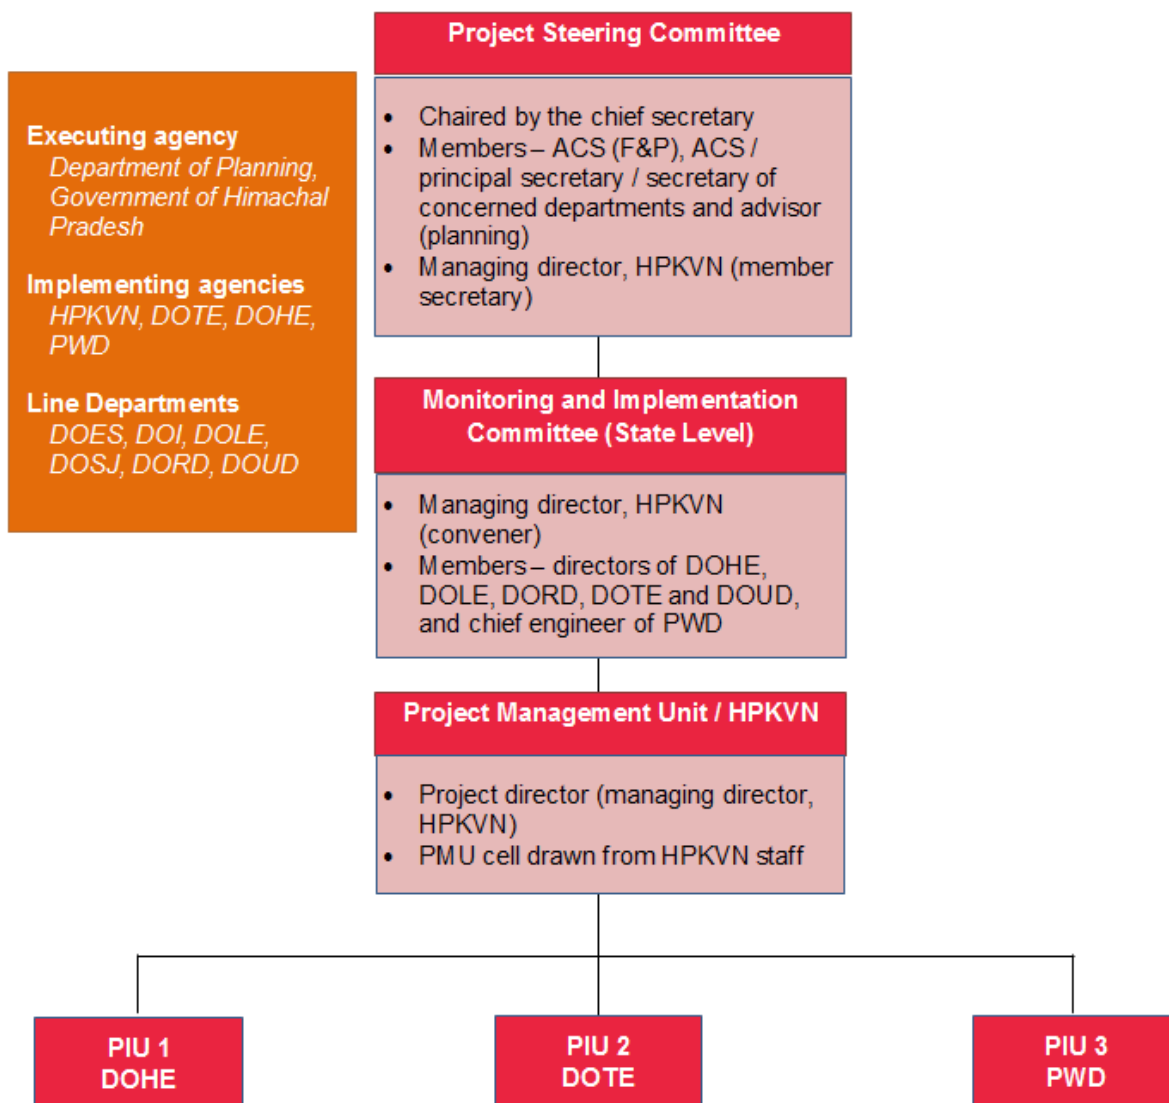 Project Steering Committee
Executing agency
Department of Planning,
Government of Himachal
Pradesh
Implementing agencies
HPKVN, DOTE, DOHE,
PWD
Line Departments
DOES, DOI, DOLE,
DOSJ, DORD, DOUD
• Chaired by the chief secretary
• Members – ACS (F&P), ACS /
principal secretary / secretary of
concerned departments and advisor
(planning)
• Managing director, HPKVN (member
secretary)
Monitoring and Implementation
Committee (State Level)
• Managing director, HPKVN
(convener)
• Members – directors of DOHE,
DOLE, DORD, DOTE and DOUD,
and chief engineer of PWD
Project Management Unit / HPKVN
• Project director (managing director,
HPKVN)
• PMU cell drawn from HPKVN staff
PIU 1
DOHE
PIU 2
DOTE
PIU 3
PWD